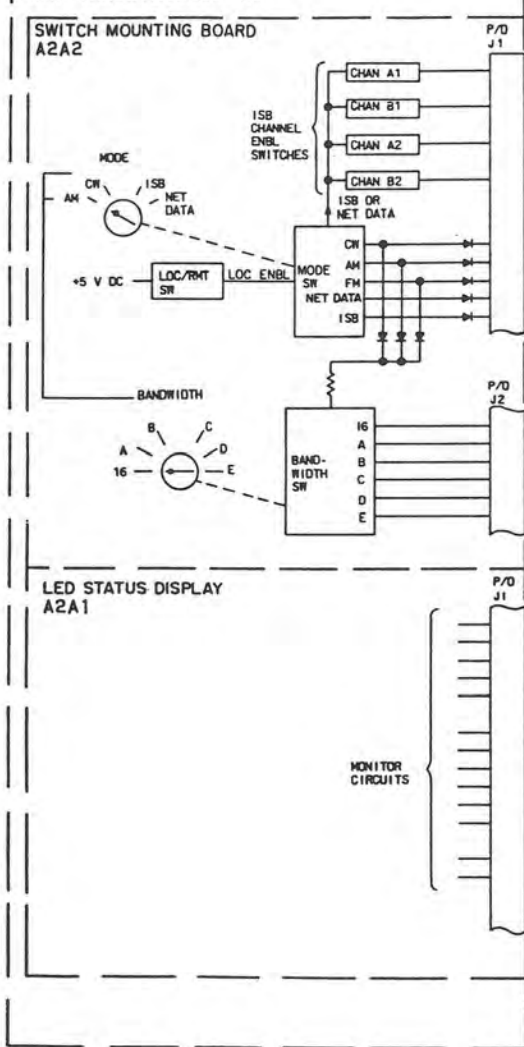 SWITCH MOUNTING BOARD
A2A2
P/O
J1
CHAN A1
CHAN B1
CHAN A2
CHAN B2
ISB
CHANNEL
ENBL
SWITCHES
ISB OR
NET DATA
MODE
AM
CW
ISB
NET
DATA
+5 V DC
LOC/RMT
SW
LOC ENBL
MODE
SW
CW
AM
FM
NET DATA
ISB
BANDWIDTH
16
A
B
C
D
E
BAND-
WIDTH
SW
16
A
B
C
D
E
P/O
J2
LED STATUS DISPLAY
A2A1
P/O
J1
MONITOR
CIRCUITS